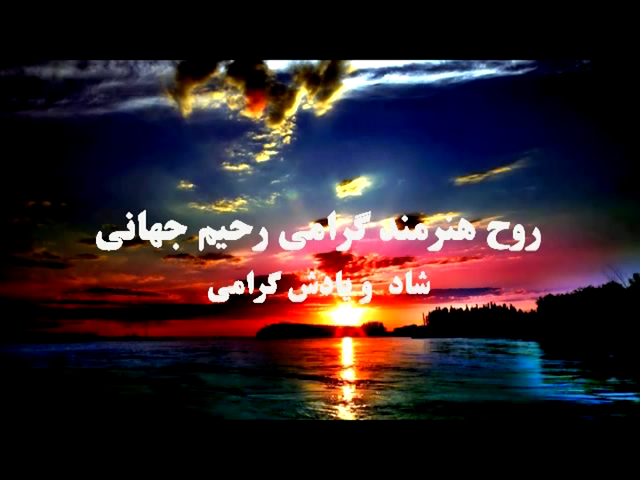 روح هنرمند گرامی رحیم جهانی
شاد و یادش گرامی